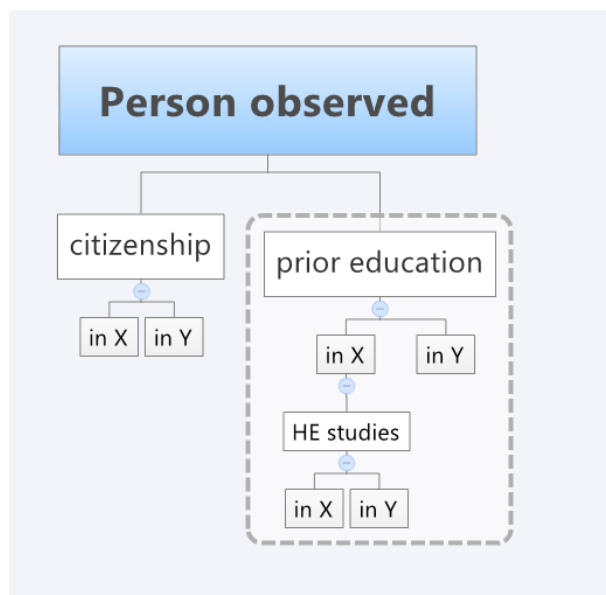 Person observed
citizenship
in X
in Y
prior education
in X
in Y
HE studies
in X
in Y